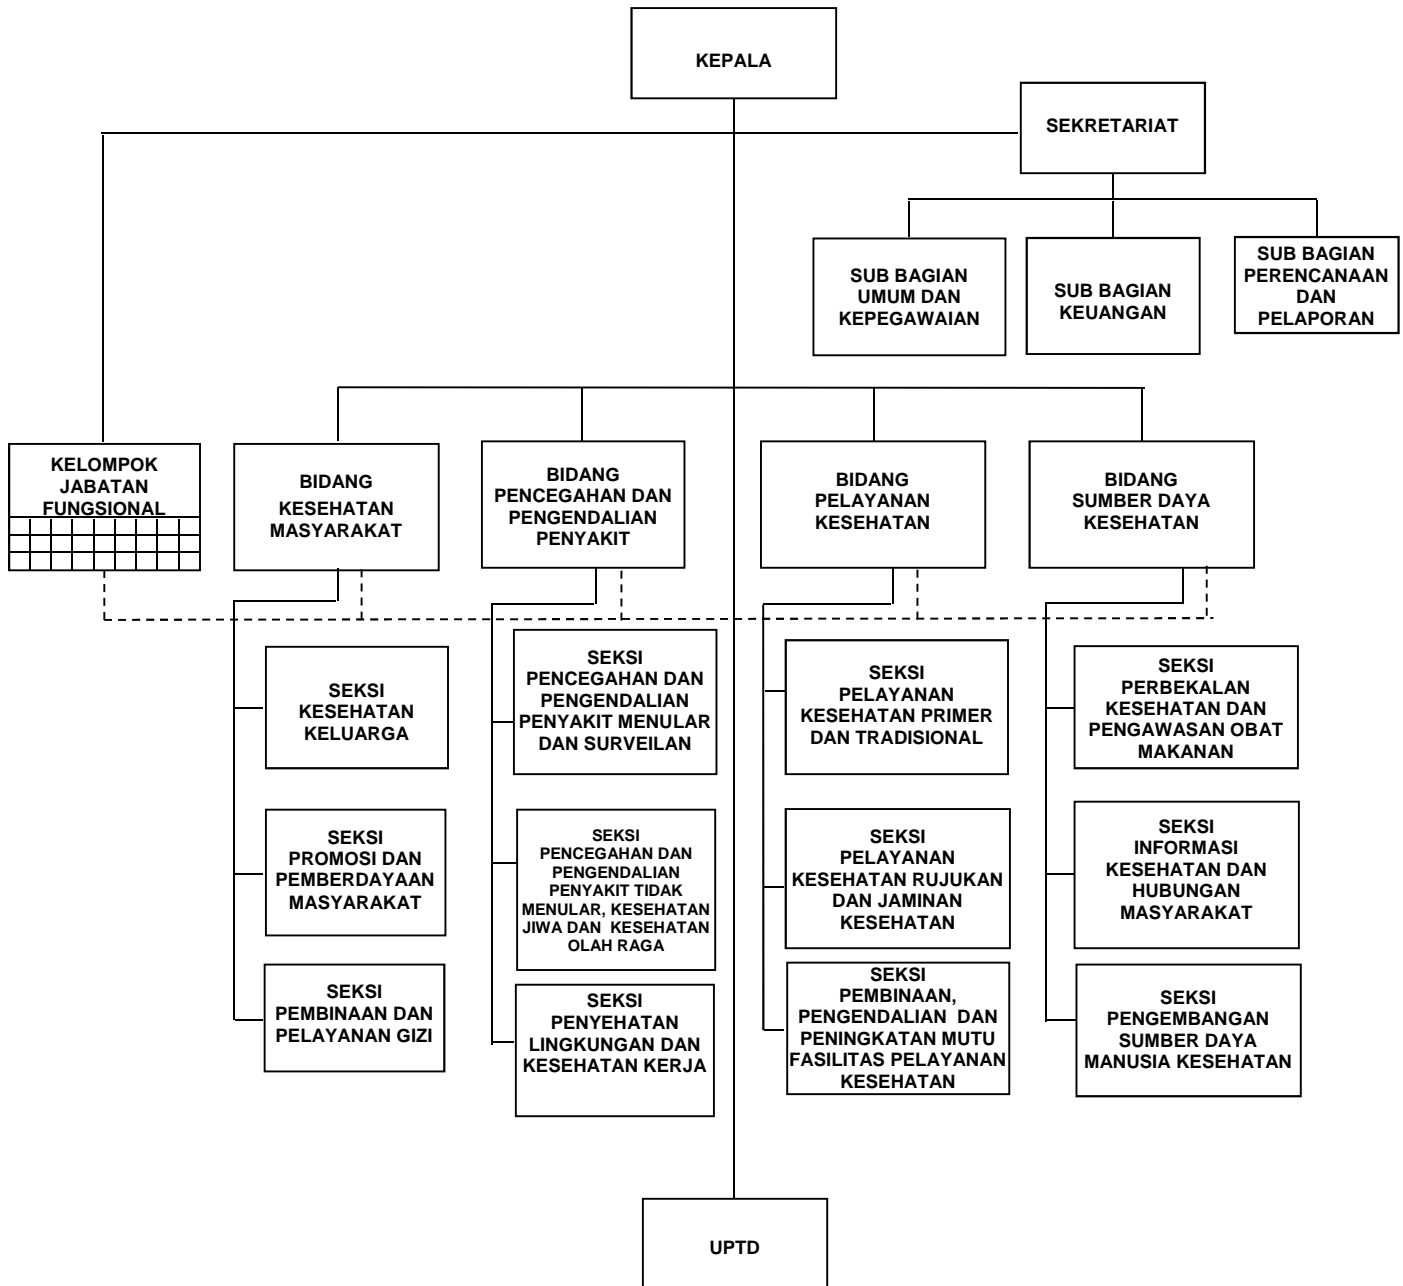 KEPALA
SEKRETARIAT
SUB BAGIAN
UMUM DAN
KEPEGAWAIAN
SUB BAGIAN
KEUANGAN
SUB BAGIAN
PERENCANAAN
DAN
PELAPORAN
KELOMPOK
JABATAN
FUNGSIONAL
BIDANG
KESEHATAN
MASYARAKAT
BIDANG
PENCEGAHAN DAN
PENGENDALIAN
PENYAKIT
BIDANG
PELAYANAN
KESEHATAN
BIDANG
SUMBER DAYA
KESEHATAN
SEKSI
KESEHATAN
KELUARGA
SEKSI
PENCEGAHAN DAN
PENGENDALIAN
PENYAKIT MENULAR
DAN SURVEILAN
SEKSI
PELAYANAN
KESEHATAN PRIMER
DAN TRADISIONAL
SEKSI
PERBEKALAN
KESEHATAN DAN
PENGAWASAN OBAT
MAKANAN
SEKSI
PROMOSI DAN
PEMBERDAYAAN
MASYARAKAT
SEKSI
PENCEGAHAN DAN
PENGENDALIAN
PENYAKIT TIDAK
MENULAR, KESEHATAN
JIWA DAN KESEHATAN
OLAH RAGA
SEKSI
PELAYANAN
KESEHATAN RUJUKAN
DAN JAMINAN
KESEHATAN
SEKSI
INFORMASI
KESEHATAN DAN
HUBUNGAN
MASYARAKAT
SEKSI
PEMBINAAN DAN
PELAYANAN GIZI
SEKSI
PENYEHATAN
LINGKUNGAN DAN
KESEHATAN KERJA
SEKSI
PEMBINAAN,
PENGENDALIAN DAN
PENINGKATAN MUTU
FASILITAS PELAYANAN
KESEHATAN
SEKSI
PENGEMBANGAN
SUMBER DAYA
MANUSIA KESEHATAN
UPTD